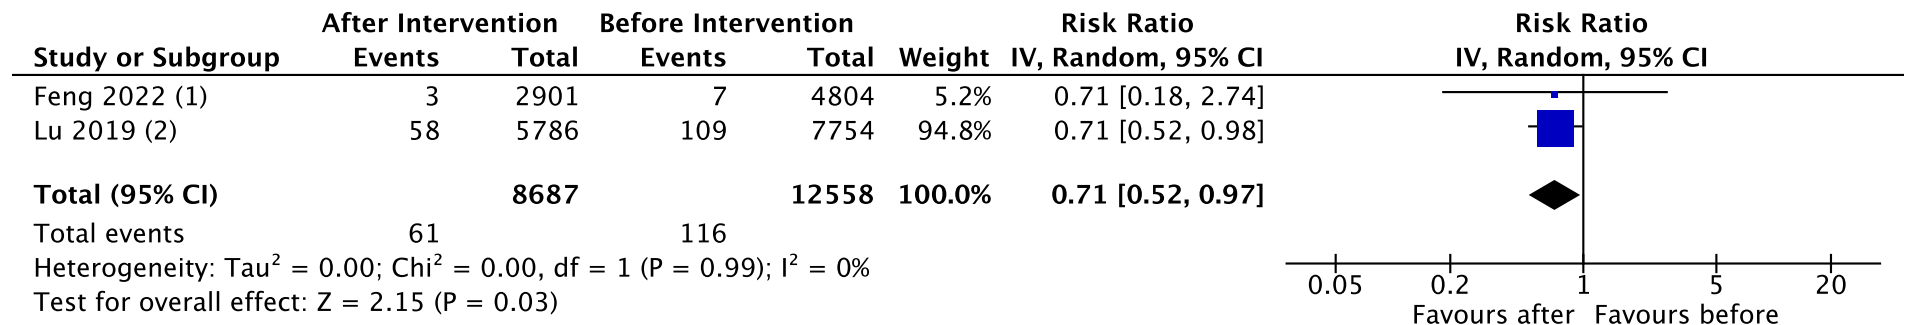 After Intervention Before Intervention Risk Ratio Risk Ratio
Study or Subgroup Events Total Events Total Weight IV, Random, 95% CI IV, Random, 95% CI
Feng 2022 (1) 3 2901 7 4804 5.2% 0.71 [0.18, 2.74]
Lu 2019 (2) 58 5786 109 7754 94.8% 0.71 [0.52, 0.98]
Total (95% CI) 8687 12558 100.0% 0.71 [0.52, 0.97]
Total events 61 116
Heterogeneity: Tau² = 0.00; Chi² = 0.00, df = 1 (P = 0.99); I² = 0%
Test for overall effect: Z = 2.15 (P = 0.03)
0.05 0.2 1 5 20
Favours after Favours before